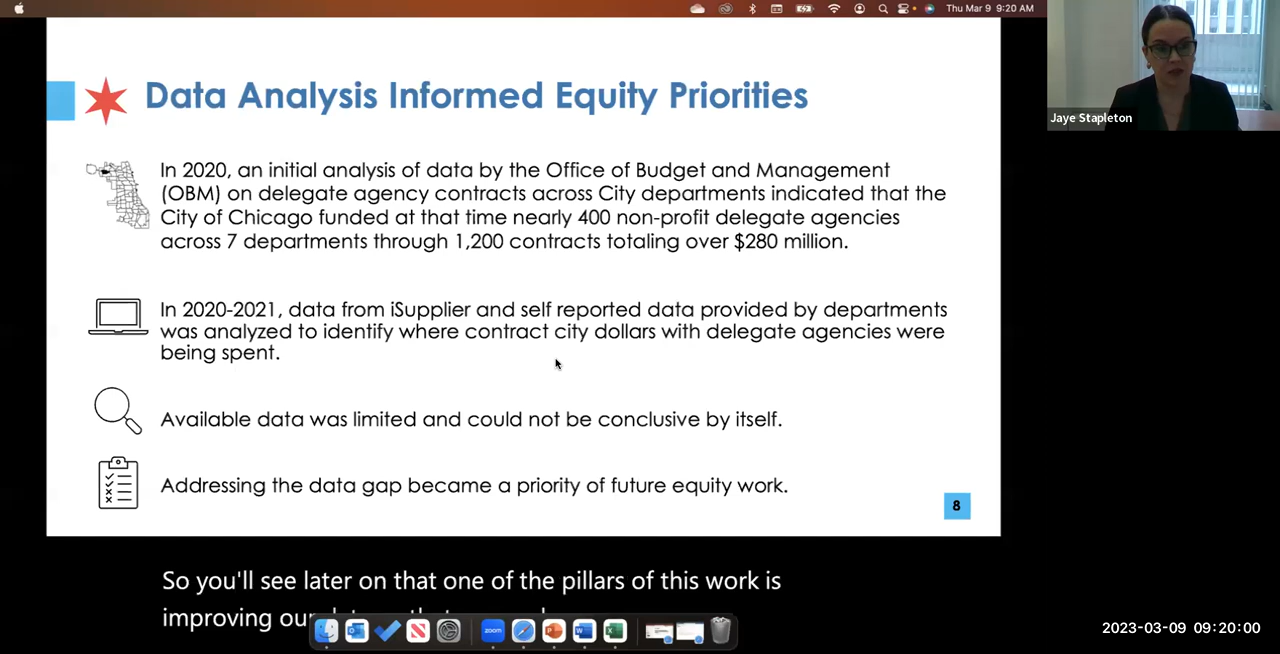 Thu Mar 9 9:20 AM
Jaye Stapleton
Data Analysis Informed Equity Priorities
In 2020, an initial analysis of data by the Office of Budget and Management
(OBM) on delegate agency contracts across City departments indicated that the
City of Chicago funded at that time nearly 400 non-profit delegate agencies
across 7 departments through 1,200 contracts totaling over $280 million.
In 2020-2021, data from iSupplier and self reported data provided by departments
was analyzed to identify where contract city dollars with delegate agencies were
being spent.
Available data was limited and could not be conclusive by itself.
Addressing the data gap became a priority of future equity work.
8
So you'll see later on that one of the pillars of this work is
improving our
zoom
2023-03-09 09:20:00